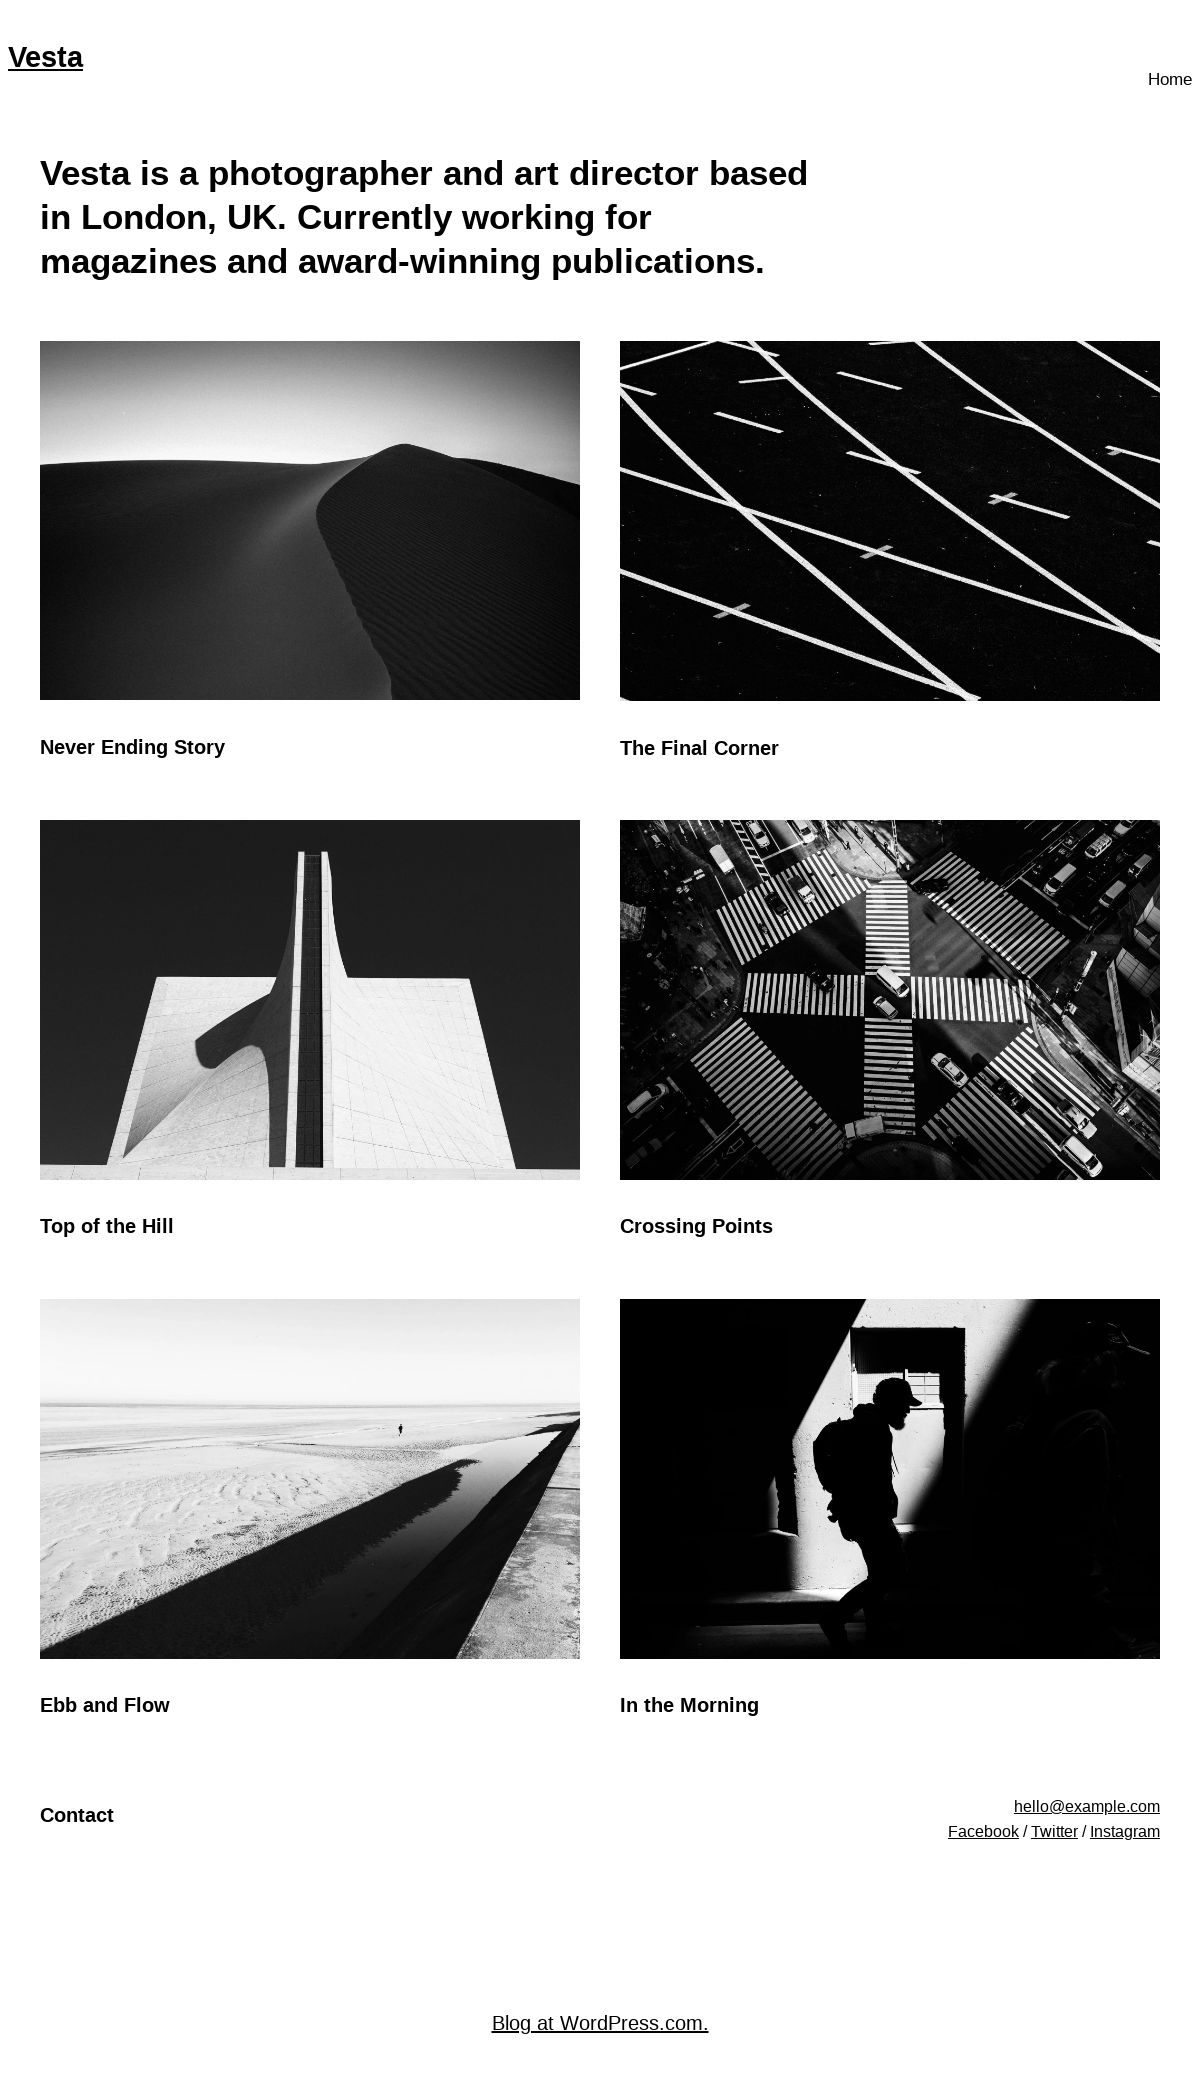 Vesta
Home
Vesta is a photographer and art director based
in London, UK. Currently working for
magazines and award-winning publications.
Never Ending Story
The Final Corner
Top of the Hill
Crossing Points
Ebb and Flow
In the Morning
Contact
hello@example.com
Facebook / Twitter / Instagram
Blog at WordPress.com.